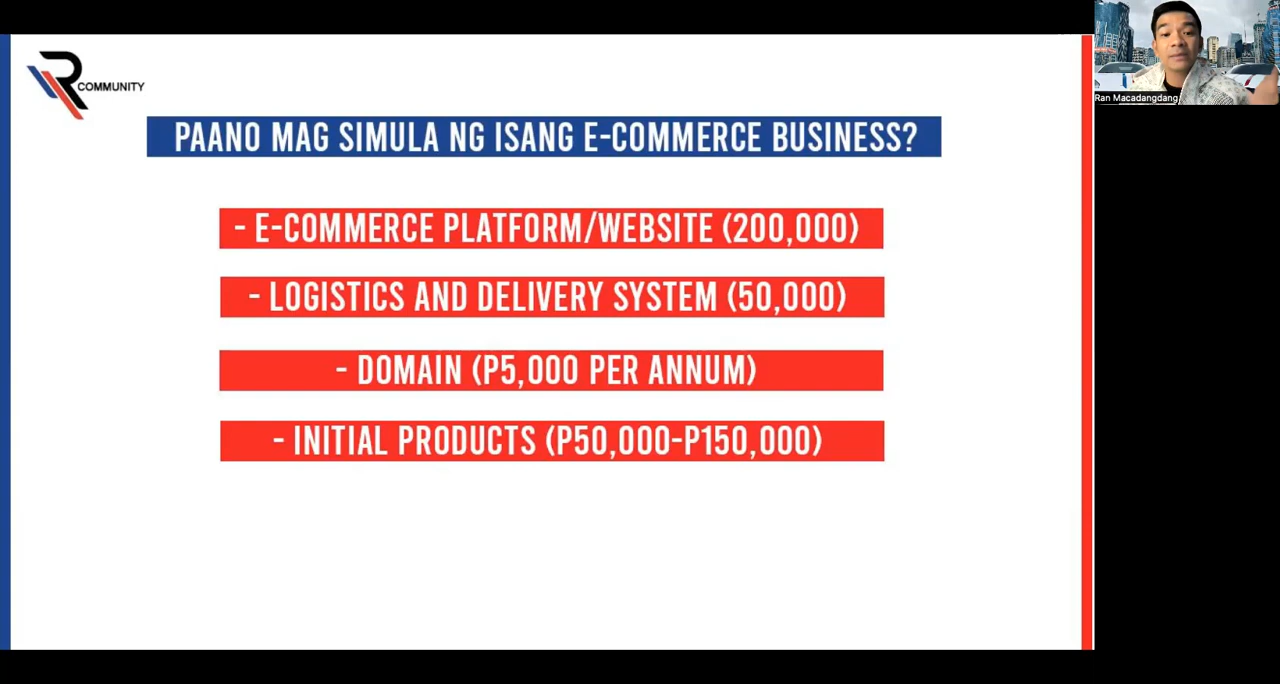 COMMUNITY
PAANO MAG SIMULA NG ISANG E-COMMERCE BUSINESS?
- E-COMMERCE PLATFORM/WEBSITE (200,000)
- LOGISTICS AND DELIVERY SYSTEM (50,000)
- DOMAIN (P5,000 PER ANNUM)
- INITIAL PRODUCTS (P50,000-P150,000)
Ran Macadangdang